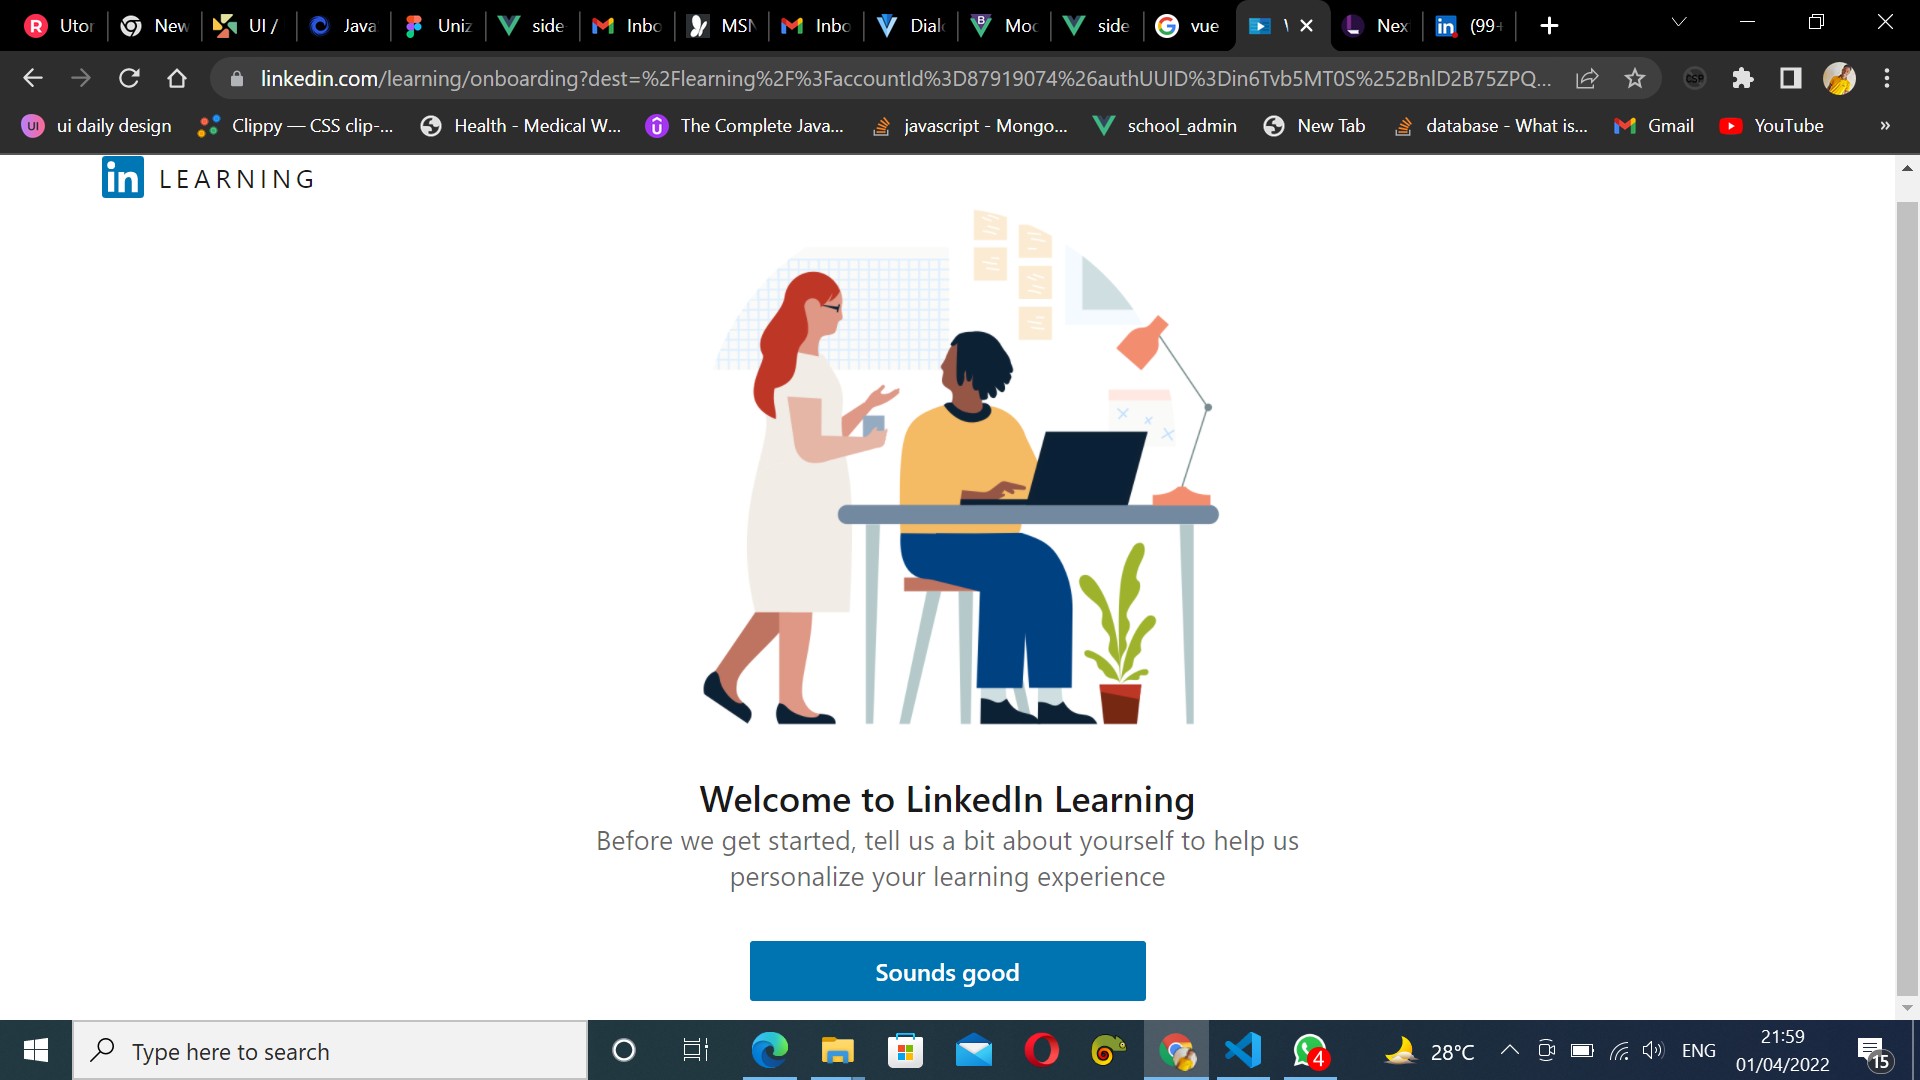 Utor New UI / Java Uniz side Inbo MSN Inbo Dial Moc side vue Nex (99+
linkedin.com/learning/onboarding?dest=%2Flearning%2F%3FaccountId%3D87919074%26authUUID%3Din6Tvb5MT0S%252BnlD2B75ZPQ...
UI ui daily design Clippy — CSS clip-... Health - Medical W... The Complete Java... javascript - Mongo... school_admin New Tab database - What is... Gmail YouTube »
in LEARNING
Welcome to LinkedIn Learning
Before we get started, tell us a bit about yourself to help us
personalize your learning experience
Sounds good
Type here to search 4 28°C ENG 21:59
01/04/2022 15